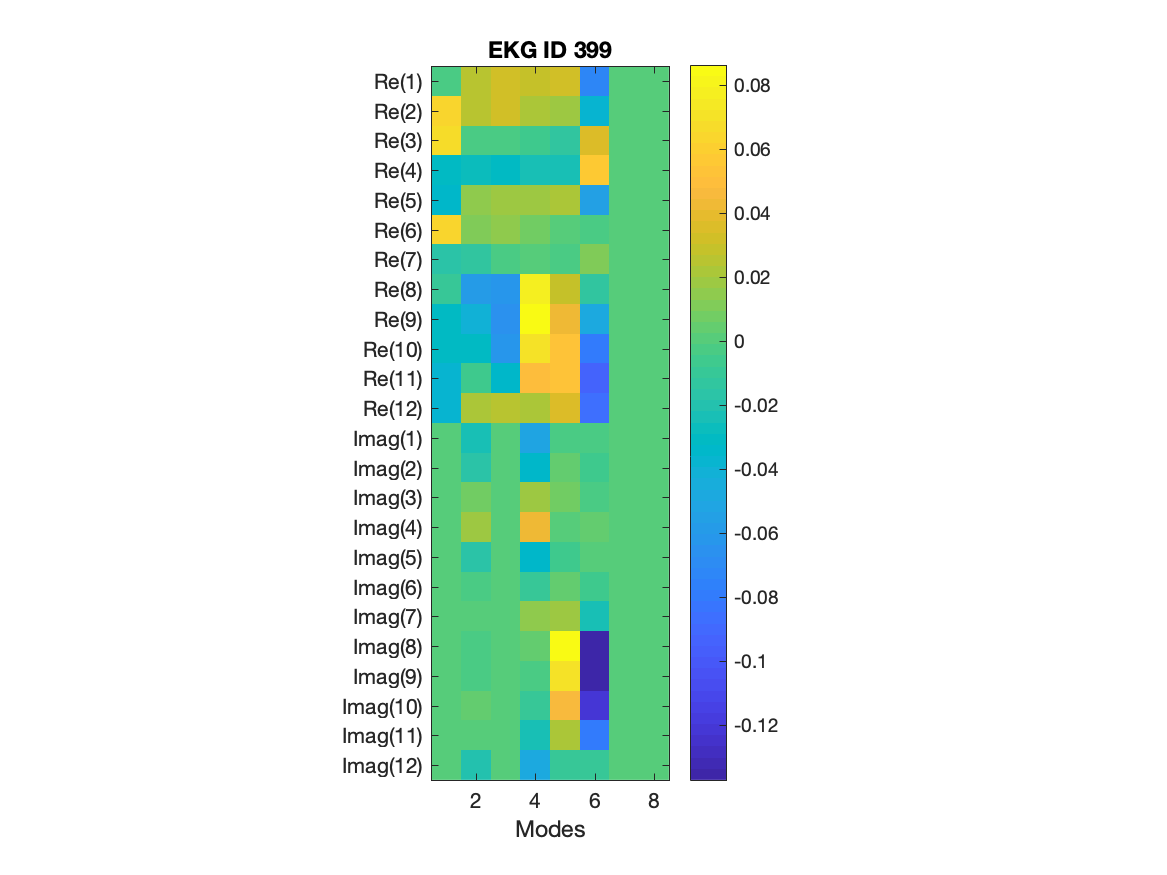 EKG ID 399
Re(1)
Re(2)
Re(3)
Re(4)
Re(5)
Re(6)
Re(7)
Re(8)
Re(9)
Re(10)
Re(11)
Re(12)
Imag(1)
Imag(2)
Imag(3)
Imag(4)
Imag(5)
Imag(6)
Imag(7)
Imag(8)
Imag(9)
Imag(10)
Imag(11)
Imag(12)
2 4 6 8
Modes
0.08
0.06
0.04
0.02
0
-0.02
-0.04
-0.06
-0.08
-0.1
-0.12